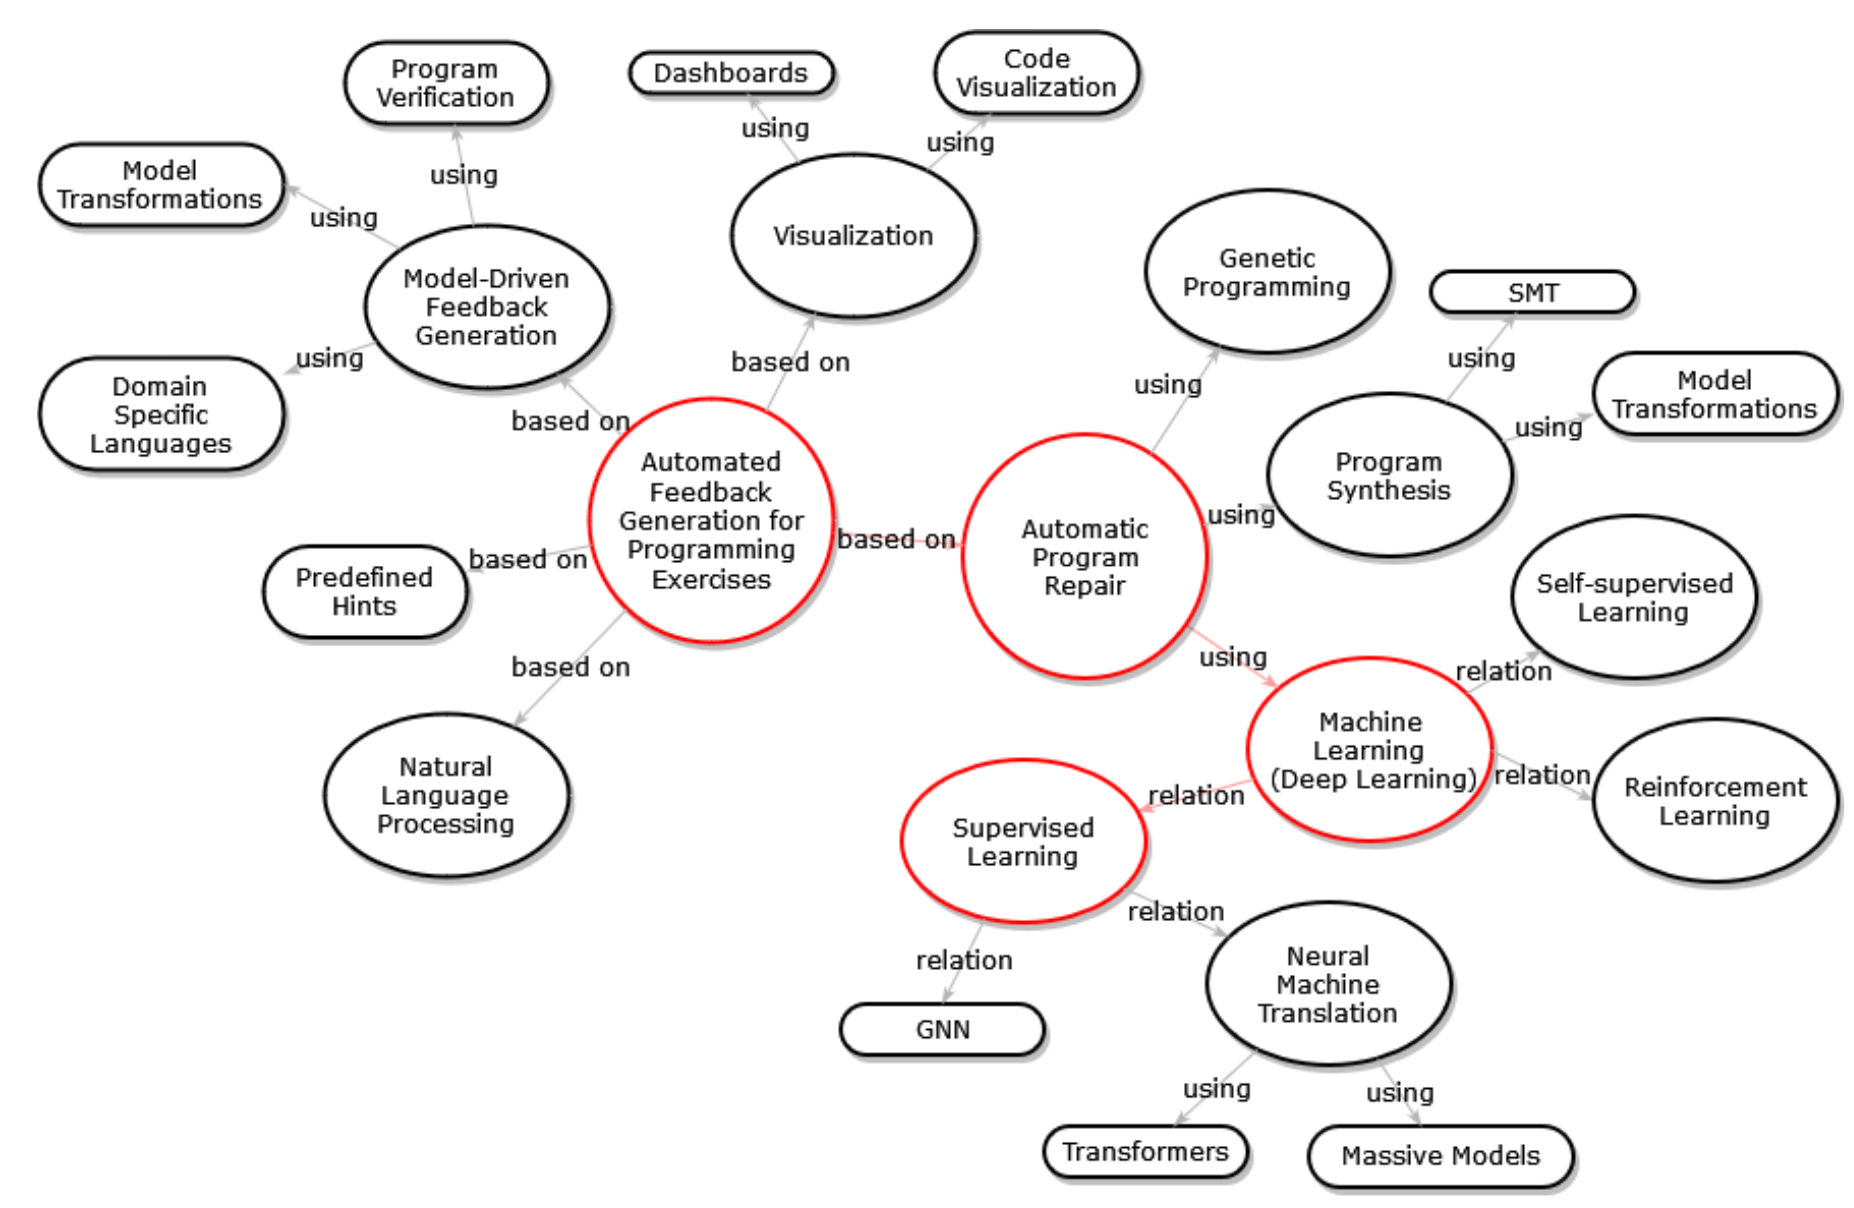 Program
Verification
Dashboards
Code
Visualization
using
using
Model
Transformations
using
using
Visualization
Model-Driven
Feedback
Generation
Genetic
Programming
SMT
using
based on
using
Model
Transformations
Domain
Specific
Languages
based on
using
using
Automated
Feedback
Generation for
Programming
Exercises
Program
Synthesis
using
based on
Automatic
Program
Repair
based on
Predefined
Hints
Self-supervised
Learning
based on
using
relation
Machine
Learning
(Deep Learning)
Natural
Language
Processing
relation
relation
Reinforcement
Learning
Supervised
Learning
relation
relation
Neural
Machine
Translation
GNN
using
using
Transformers
Massive Models